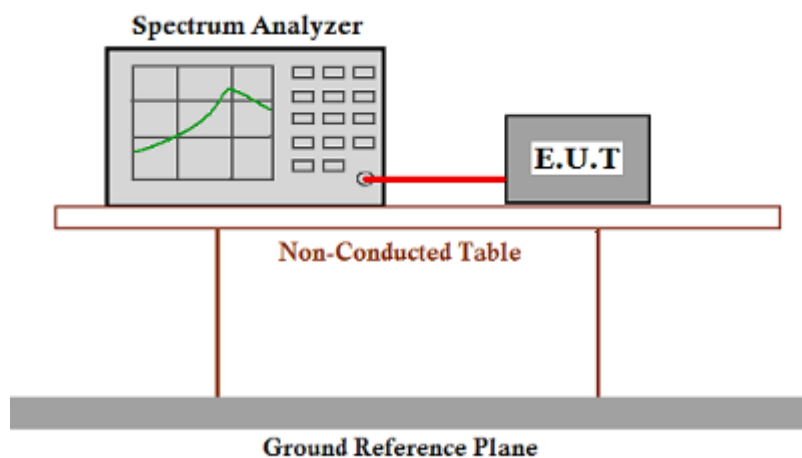 Spectrum Analyzer
E.U.T
Non-Conducted Table
Ground Reference Plane